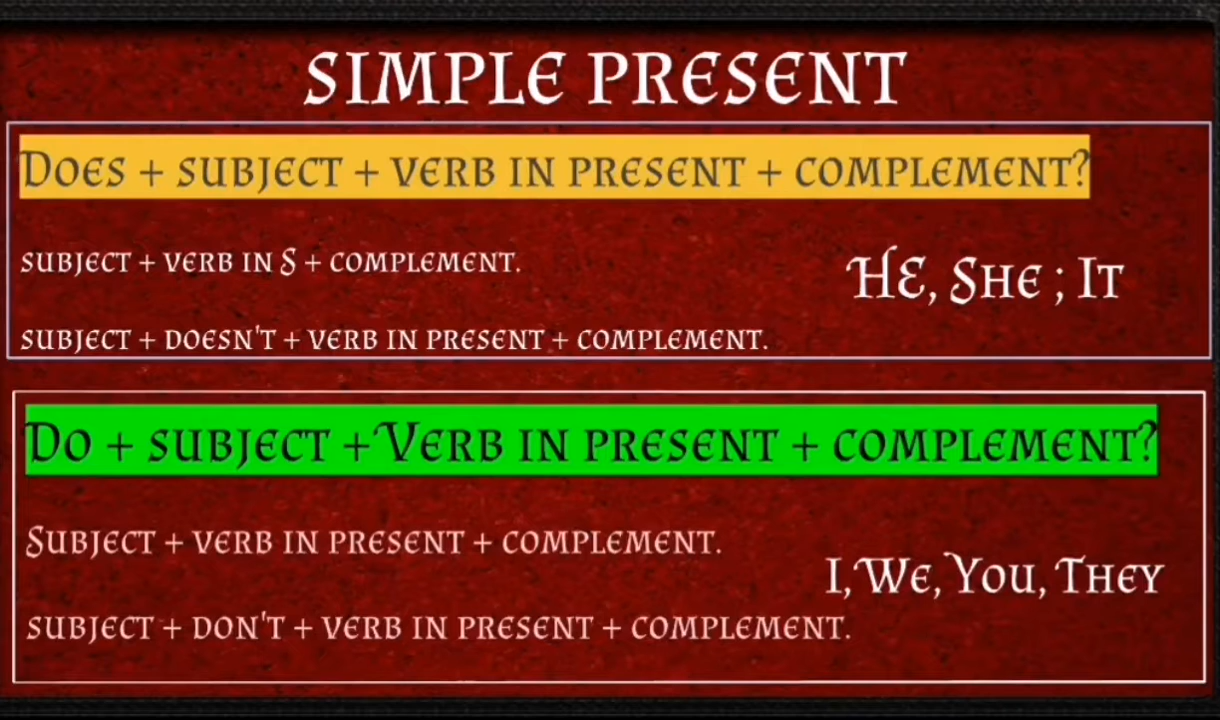 SIMPLE PRESENT
DOES + SUBJECT + VERB IN PRESENT + COMPLEMENT?
SUBJECT + VERB IN S + COMPLEMENT.
HE, SHE ; IT
SUBJECT + DOESN'T + VERB IN PRESENT + COMPLEMENT.
DO + SUBJECT + VERB IN PRESENT + COMPLEMENT?
SUBJECT + VERB IN PRESENT + COMPLEMENT.
I, WE, YOU, THEY
SUBJECT + DON'T + VERB IN PRESENT + COMPLEMENT.